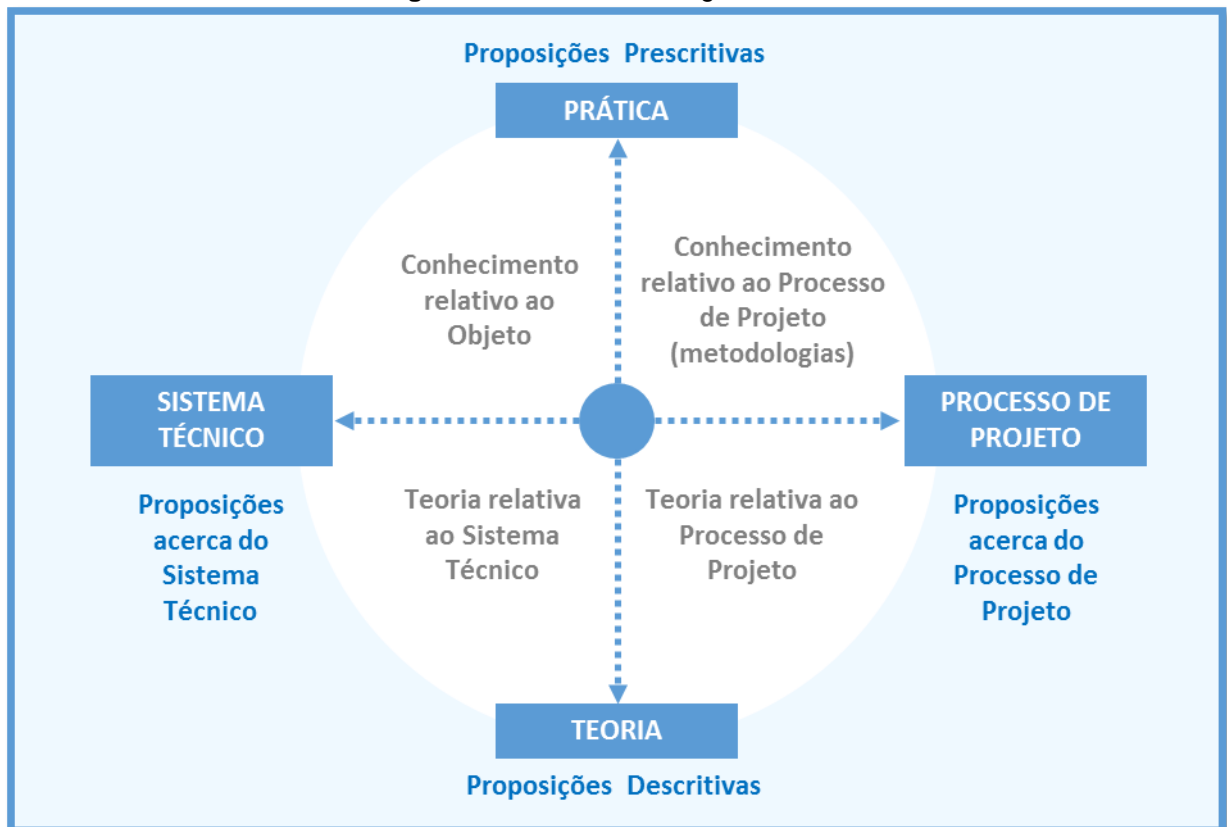 Proposições Prescritivas
PRÁTICA
Conhecimento
relativo ao
Objeto
Conhecimento
relativo ao Processo
de Projeto
(metodologias)
SISTEMA
TÉCNICO
PROCESSO DE
PROJETO
Proposições
acerca do
Sistema
Técnico
Teoria relativa
ao Sistema
Técnico
Teoria relativa ao
Processo de
Projeto
Proposições
acerca do
Processo de
Projeto
TEORIA
Proposições Descritivas